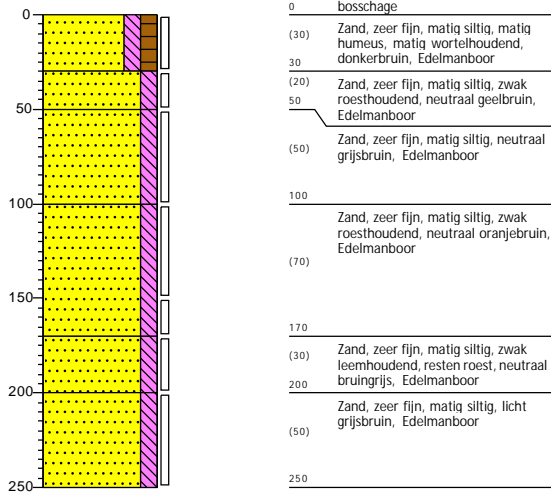 0
50
100
150
200
250
0 bosschage
(30) Zand, zeer fijn, matig siltig, matig
humeus, matig wortelhoudend,
donkerbruin, Edelmanboor
30
(20) Zand, zeer fijn, matig siltig, zwak
roesthoudend, neutraal geelbruin,
50 Edelmanboor
Zand, zeer fijn, matig siltig, neutraal
(50) grijsbruin, Edelmanboor
100
Zand, zeer fijn, matig siltig, zwak
roesthoudend, neutraal oranjebruin,
Edelmanboor
(70)
170
(30) Zand, zeer fijn, matig siltig, zwak
leemhoudend, resten roest, neutraal
200 bruingrijs, Edelmanboor
Zand, zeer fijn, matig siltig, licht
grijsbruin, Edelmanboor
(50)
250